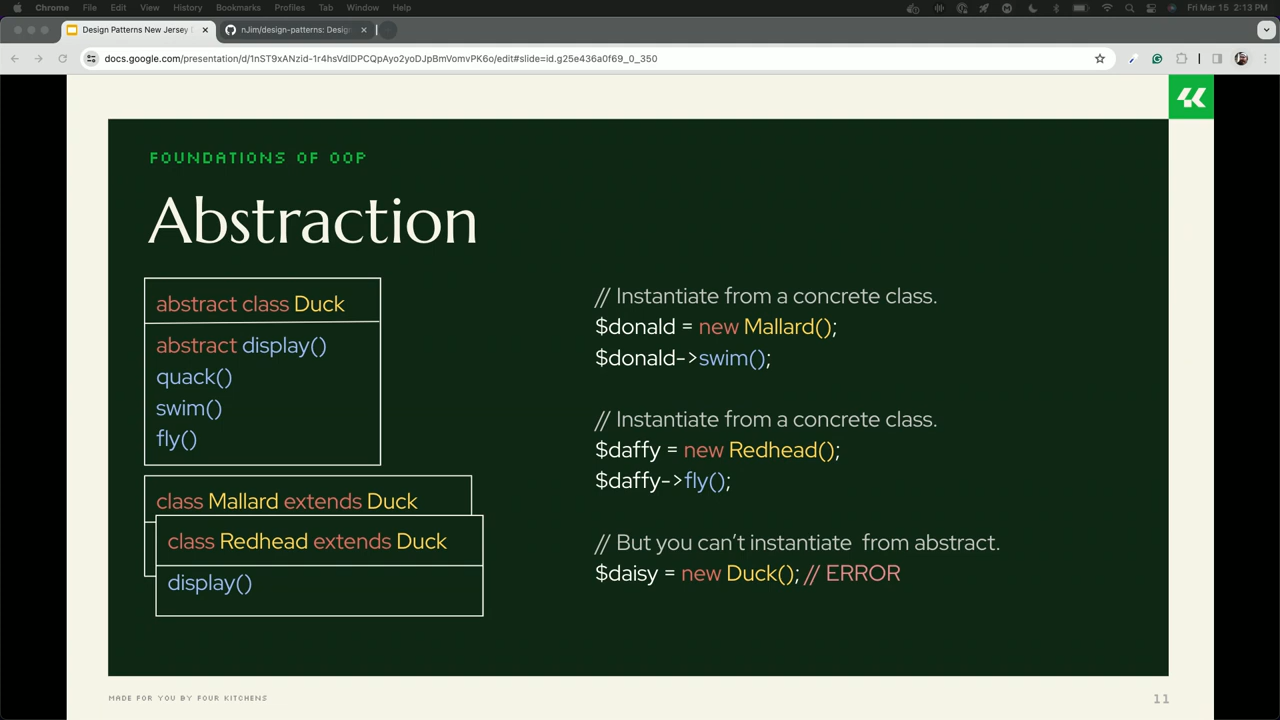 Chrome File Edit View History Bookmarks Profiles Tab Window Help Fri Mar 15 2:13 PM
Design Patterns New Jersey
nJim/design-patterns: Desig
docs.google.com/presentation/d/1nST9xANzid-1r4hsVdlDPCQpAyo2yoDJpBmVomvPK6o/edit#slide=id.g25e436a0f69_0_350
FOUNDATIONS OF OOP
Abstraction
abstract class Duck
abstract display()
quack()
swim()
fly()
class Mallard extends Duck
class Redhead extends Duck
display()
// Instantiate from a concrete class.
$donald = new Mallard();
$donald->swim();
// Instantiate from a concrete class.
$daffy = new Redhead();
$daffy->fly();
// But you can’t instantiate  from abstract.
$daisy = new Duck(); // ERROR
MADE FOR YOU BY FOUR KITCHENS
11